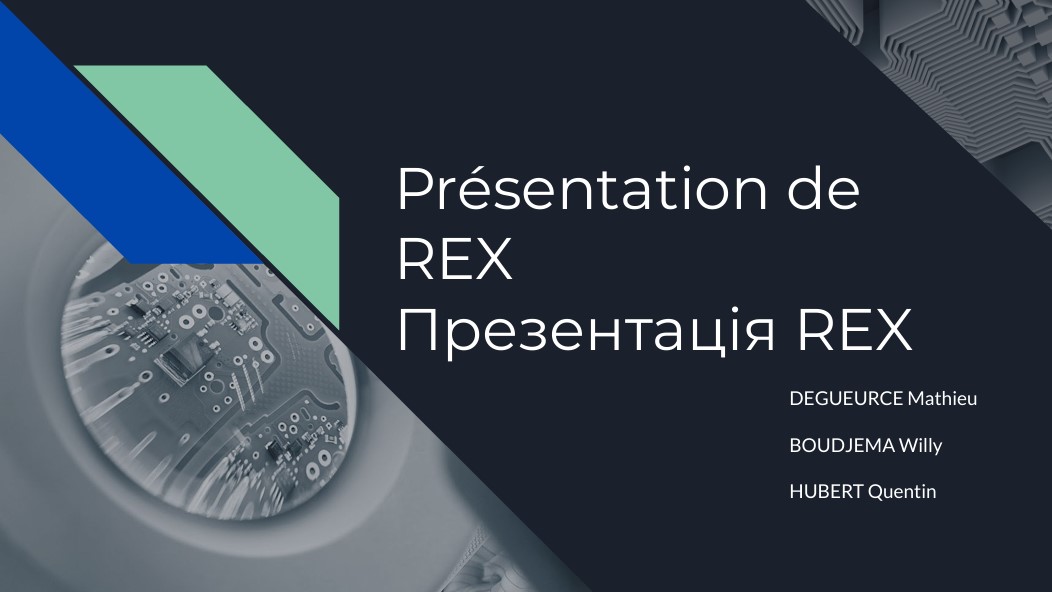 Présentation de
REX
Презентація REX
DEGUEURCE Mathieu
BOUDJEMA Willy
HUBERT Quentin